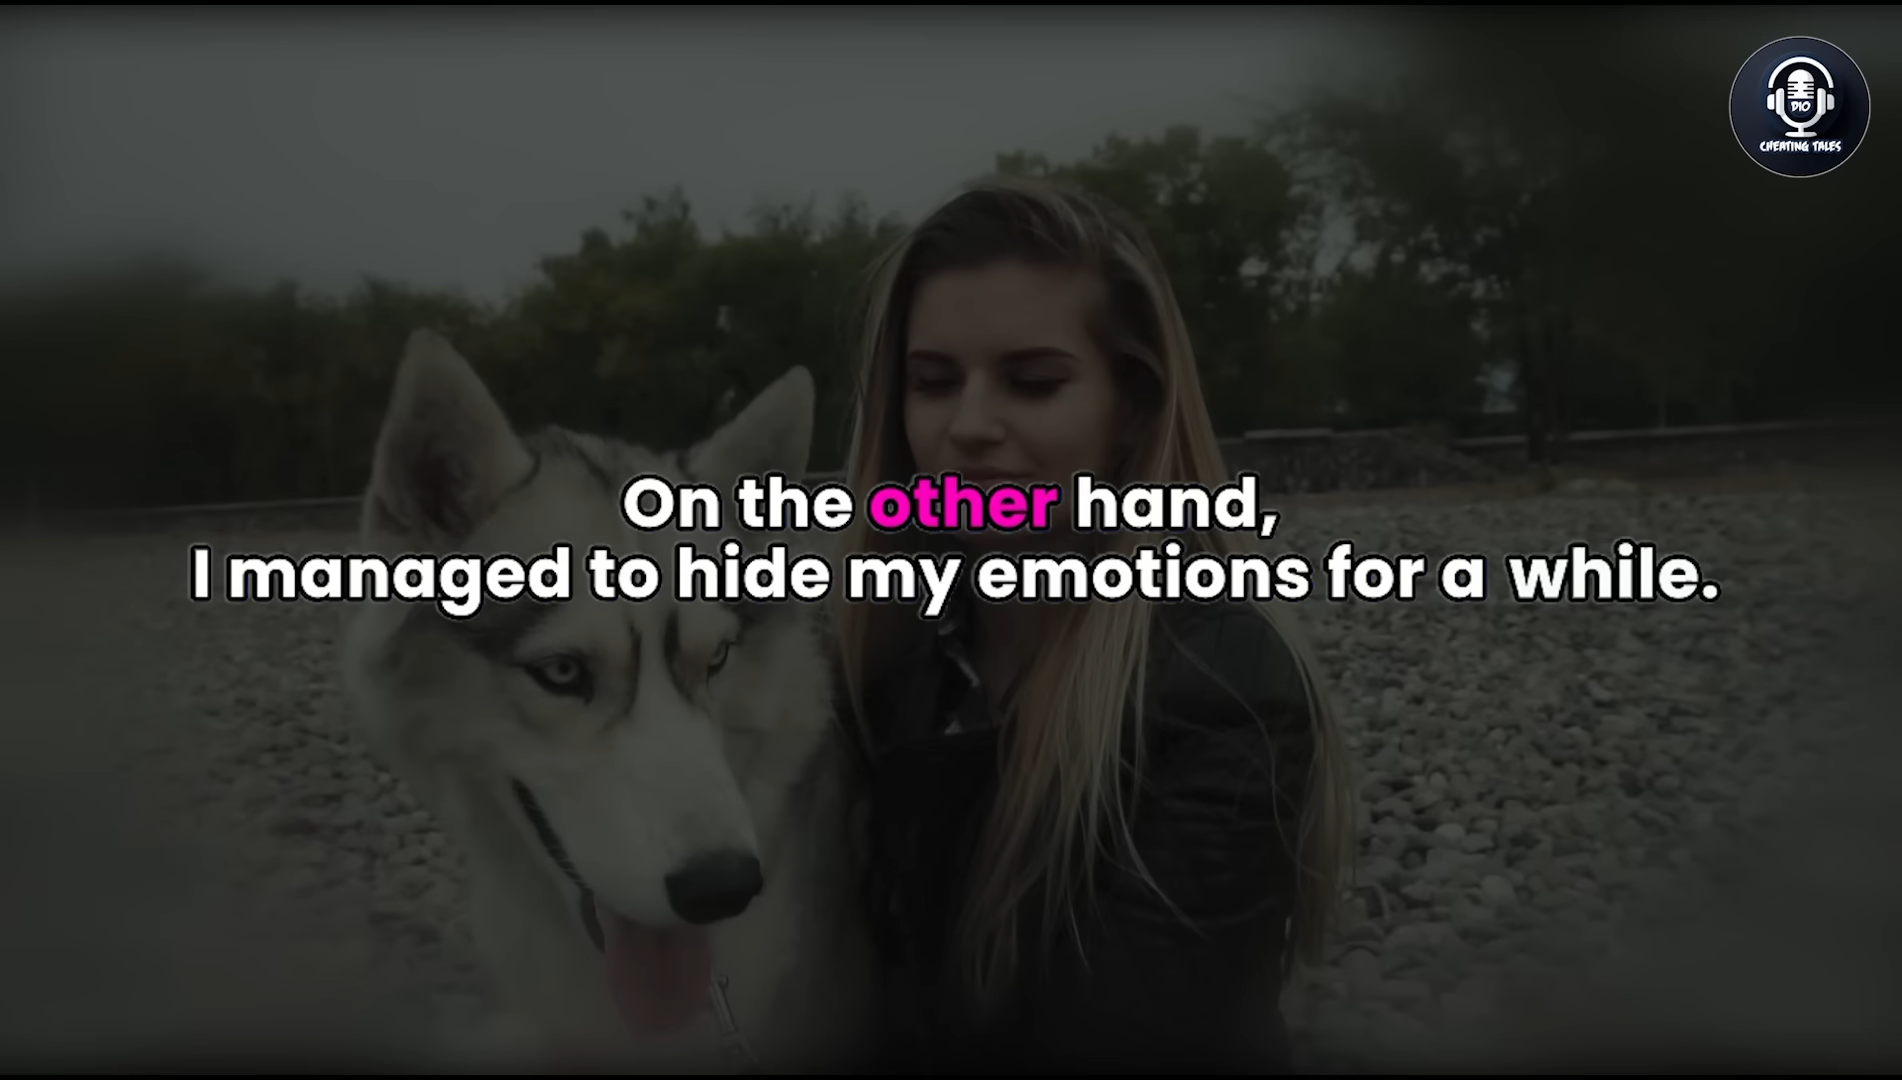 DIO
CHEATING TALES
On the other hand,
I managed to hide my emotions for a while.